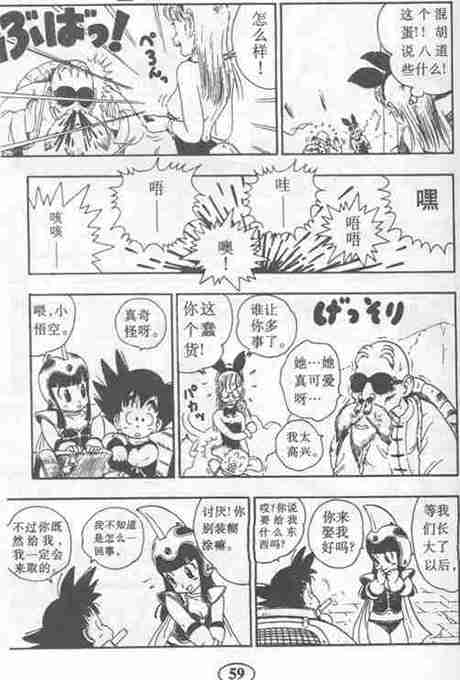 这个混
蛋!胡
说八道
些什么!
怎么样!
ぶばっ!
ぺろ〜ん
嘿
哇——
唔唔
噢!
唔——
咳咳——
げっそり
谁让
你多
事了。
你这
个蠢
货!
她…她
真可爱
呀…
我太
高兴。
パカッ
真奇
怪呀。
喂,小
悟空。
等
我们
长大
了以
后,
你来
娶我
好吗?
哎?你说
要给我
什么东
西吗?
讨厌!你
别装糊
涂嘛。
我不知道
是怎么一
回事。
不过你既
然给我,
我一定会
来取的。
59